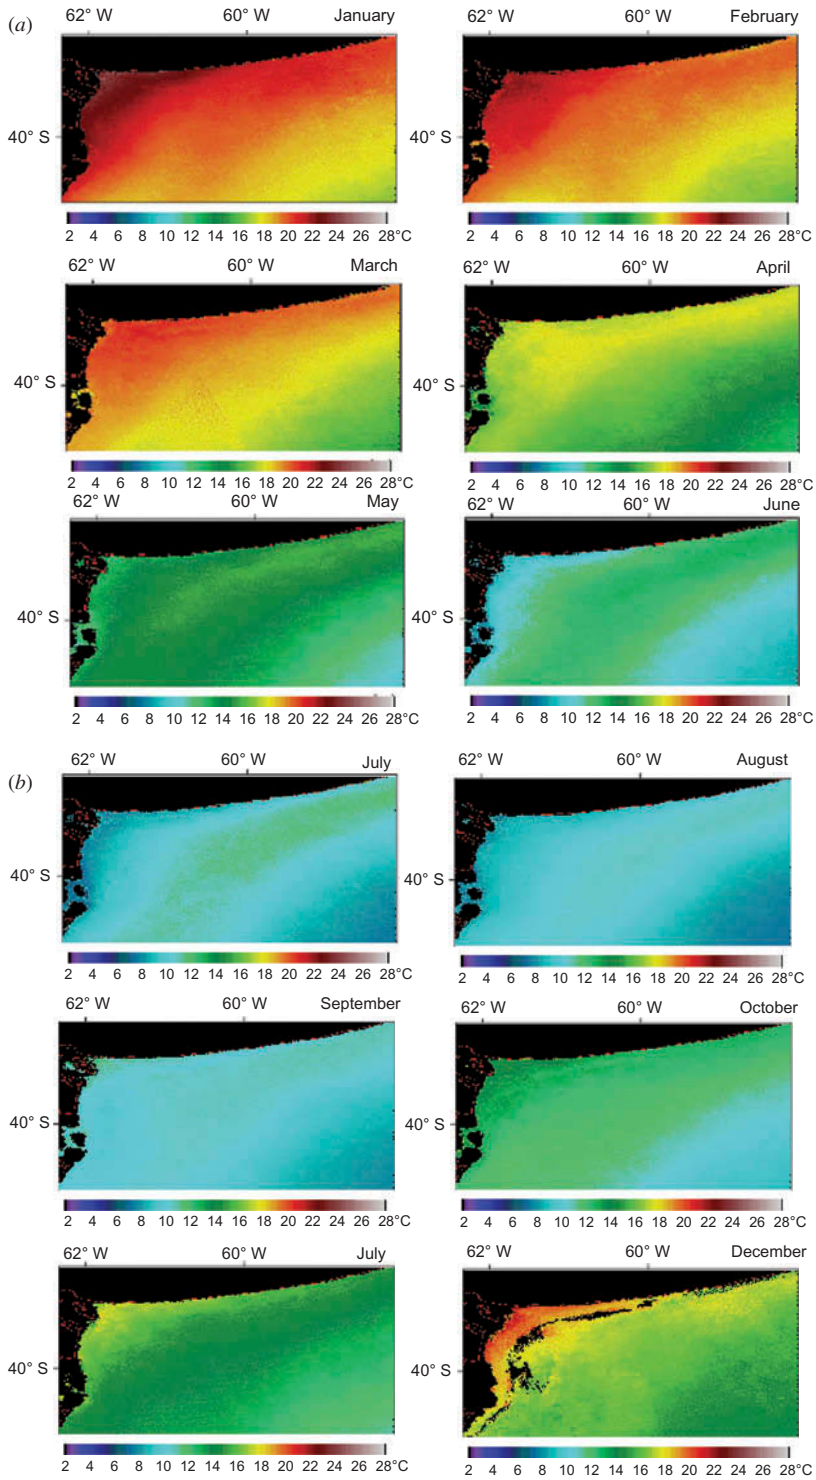 (a)
62° W 60° W January
40° S
2 4 6 8 10 12 14 16 18 20 22 24 26 28°C
62° W 60° W February
40° S
2 4 6 8 10 12 14 16 18 20 22 24 26 28°C
62° W 60° W March
40° S
2 4 6 8 10 12 14 16 18 20 22 24 26 28°C
62° W 60° W April
40° S
2 4 6 8 10 12 14 16 18 20 22 24 26 28°C
62° W 60° W May
40° S
2 4 6 8 10 12 14 16 18 20 22 24 26 28°C
62° W 60° W June
40° S
2 4 6 8 10 12 14 16 18 20 22 24 26 28°C
(b)
62° W 60° W July
40° S
2 4 6 8 10 12 14 16 18 20 22 24 26 28°C
62° W 60° W August
40° S
2 4 6 8 10 12 14 16 18 20 22 24 26 28°C
62° W 60° W September
40° S
2 4 6 8 10 12 14 16 18 20 22 24 26 28°C
62° W 60° W October
40° S
2 4 6 8 10 12 14 16 18 20 22 24 26 28°C
62° W 60° W July
40° S
2 4 6 8 10 12 14 16 18 20 22 24 26 28°C
62° W 60° W December
40° S
2 4 6 8 10 12 14 16 18 20 22 24 26 28°C